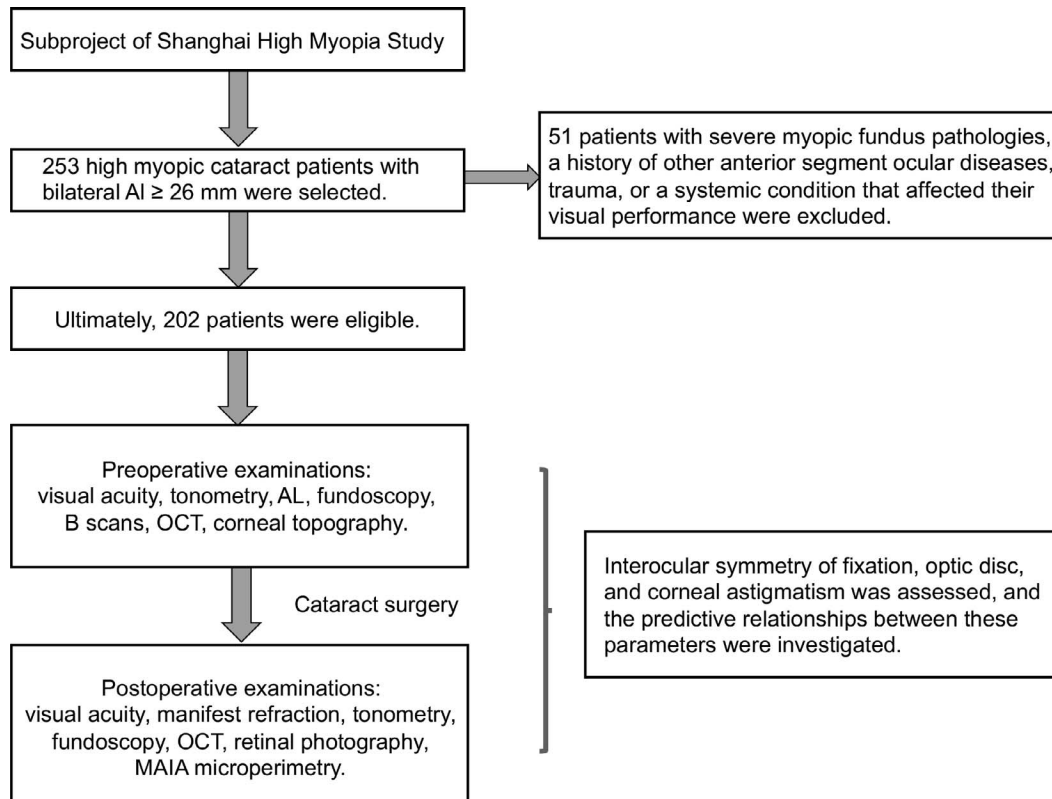 Subproject of Shanghai High Myopia Study
253 high myopic cataract patients with
bilateral Al ≥ 26 mm were selected.
51 patients with severe myopic fundus pathologies,
a history of other anterior segment ocular diseases,
trauma, or a systemic condition that affected their
visual performance were excluded.
Ultimately, 202 patients were eligible.
Preoperative examinations:
visual acuity, tonometry, AL, fundoscopy,
B scans, OCT, corneal topography.
Cataract surgery
Interocular symmetry of fixation, optic disc,
and corneal astigmatism was assessed, and
the predictive relationships between these
parameters were investigated.
Postoperative examinations:
visual acuity, manifest refraction, tonometry,
fundoscopy, OCT, retinal photography,
MAIA microperimetry.